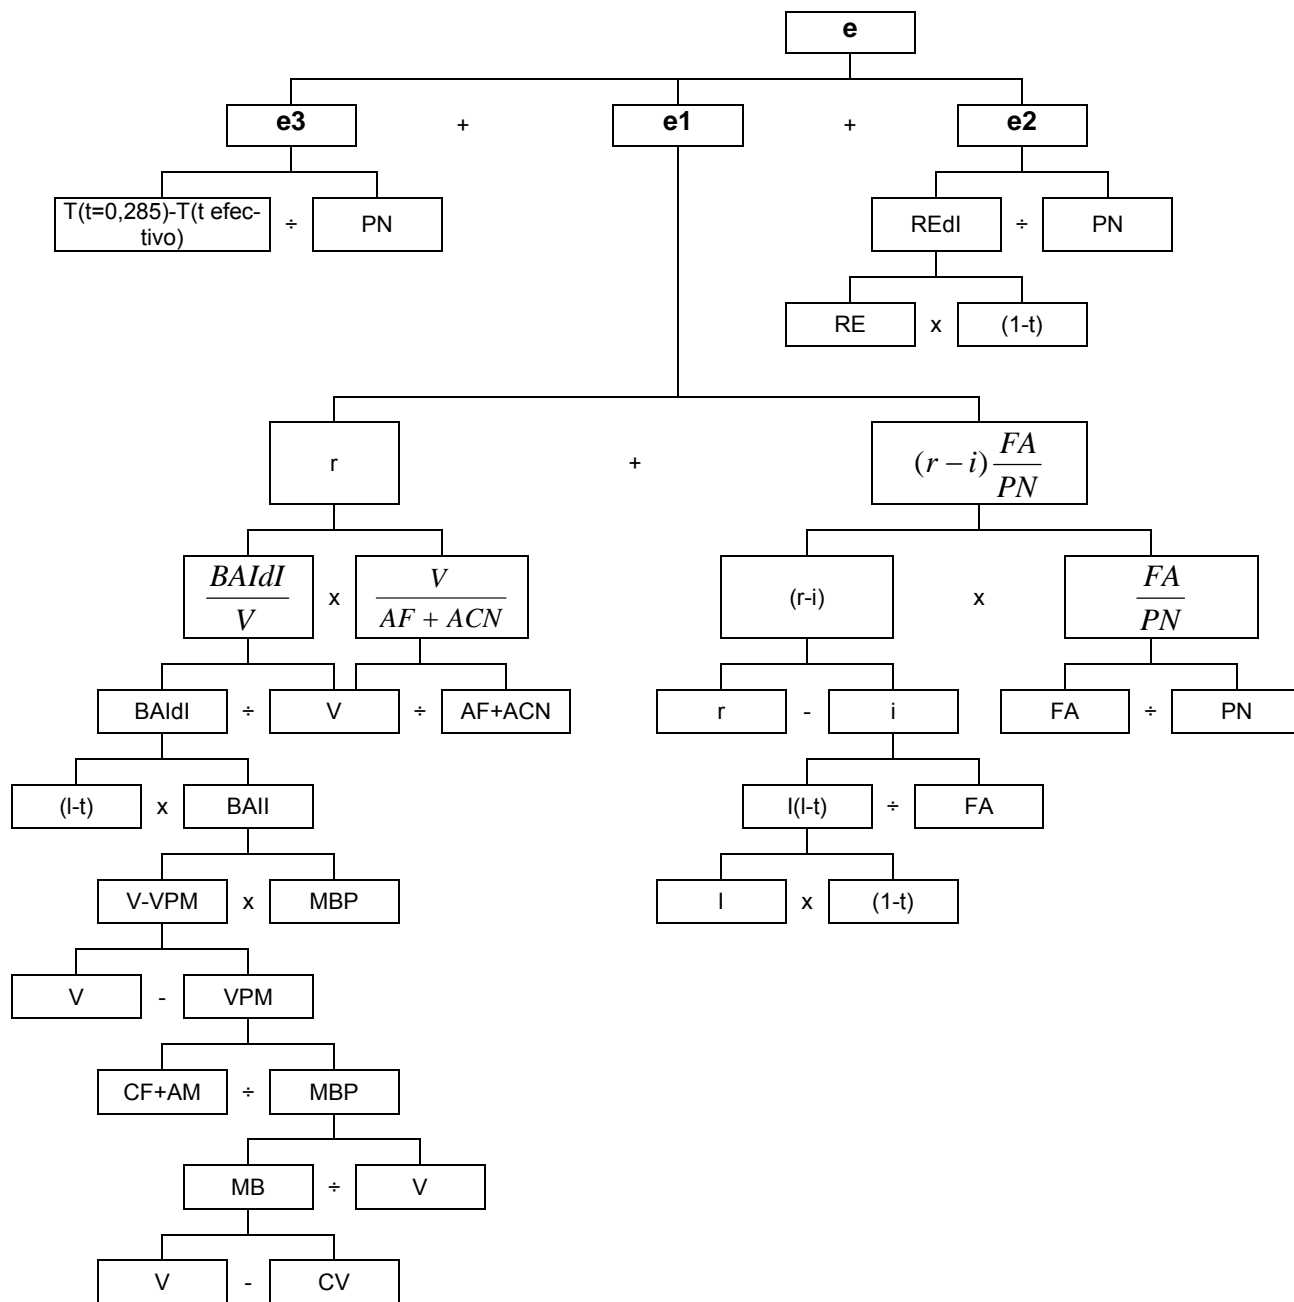 e
e3 + e1 + e2
T(t=0,285)-T(t efec-
tivo) ÷ PN REdI ÷ PN
RE x (1-t)
r + (r − i) FA/PN
BAIdI/V x V/(AF + ACN) (r-i) x FA/PN
BAIdI ÷ V ÷ AF+ACN r - i FA ÷ PN
(l-t) x BAII I(l-t) ÷ FA
V-VPM x MBP I x (1-t)
V - VPM
CF+AM ÷ MBP
MB ÷ V
V - CV